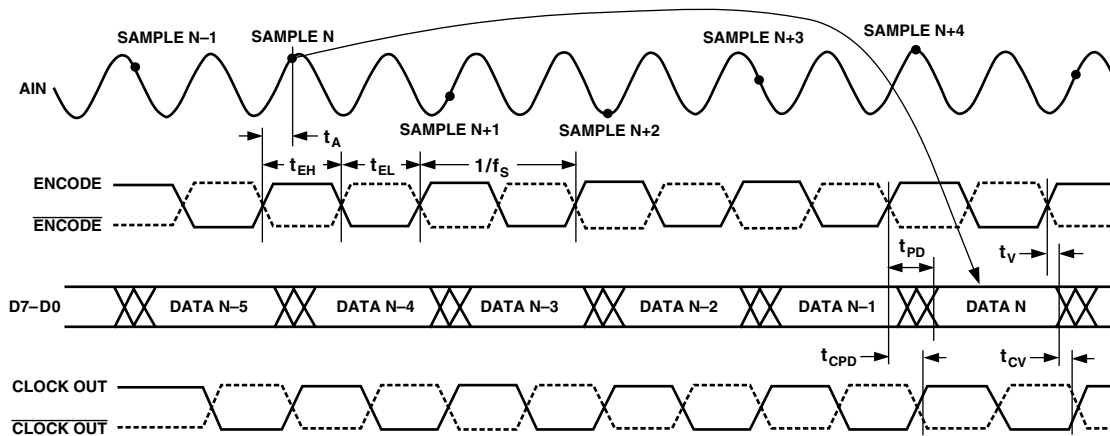 SAMPLE N–1
SAMPLE N
SAMPLE N+3
SAMPLE N+4
AIN
SAMPLE N+1
SAMPLE N+2
tA
tEH
tEL
1/fS
ENCODE
ENCODE
tPD
tV
D7–D0
DATA N–5
DATA N–4
DATA N–3
DATA N–2
DATA N–1
DATA N
tCPD
tCV
CLOCK OUT
CLOCK OUT